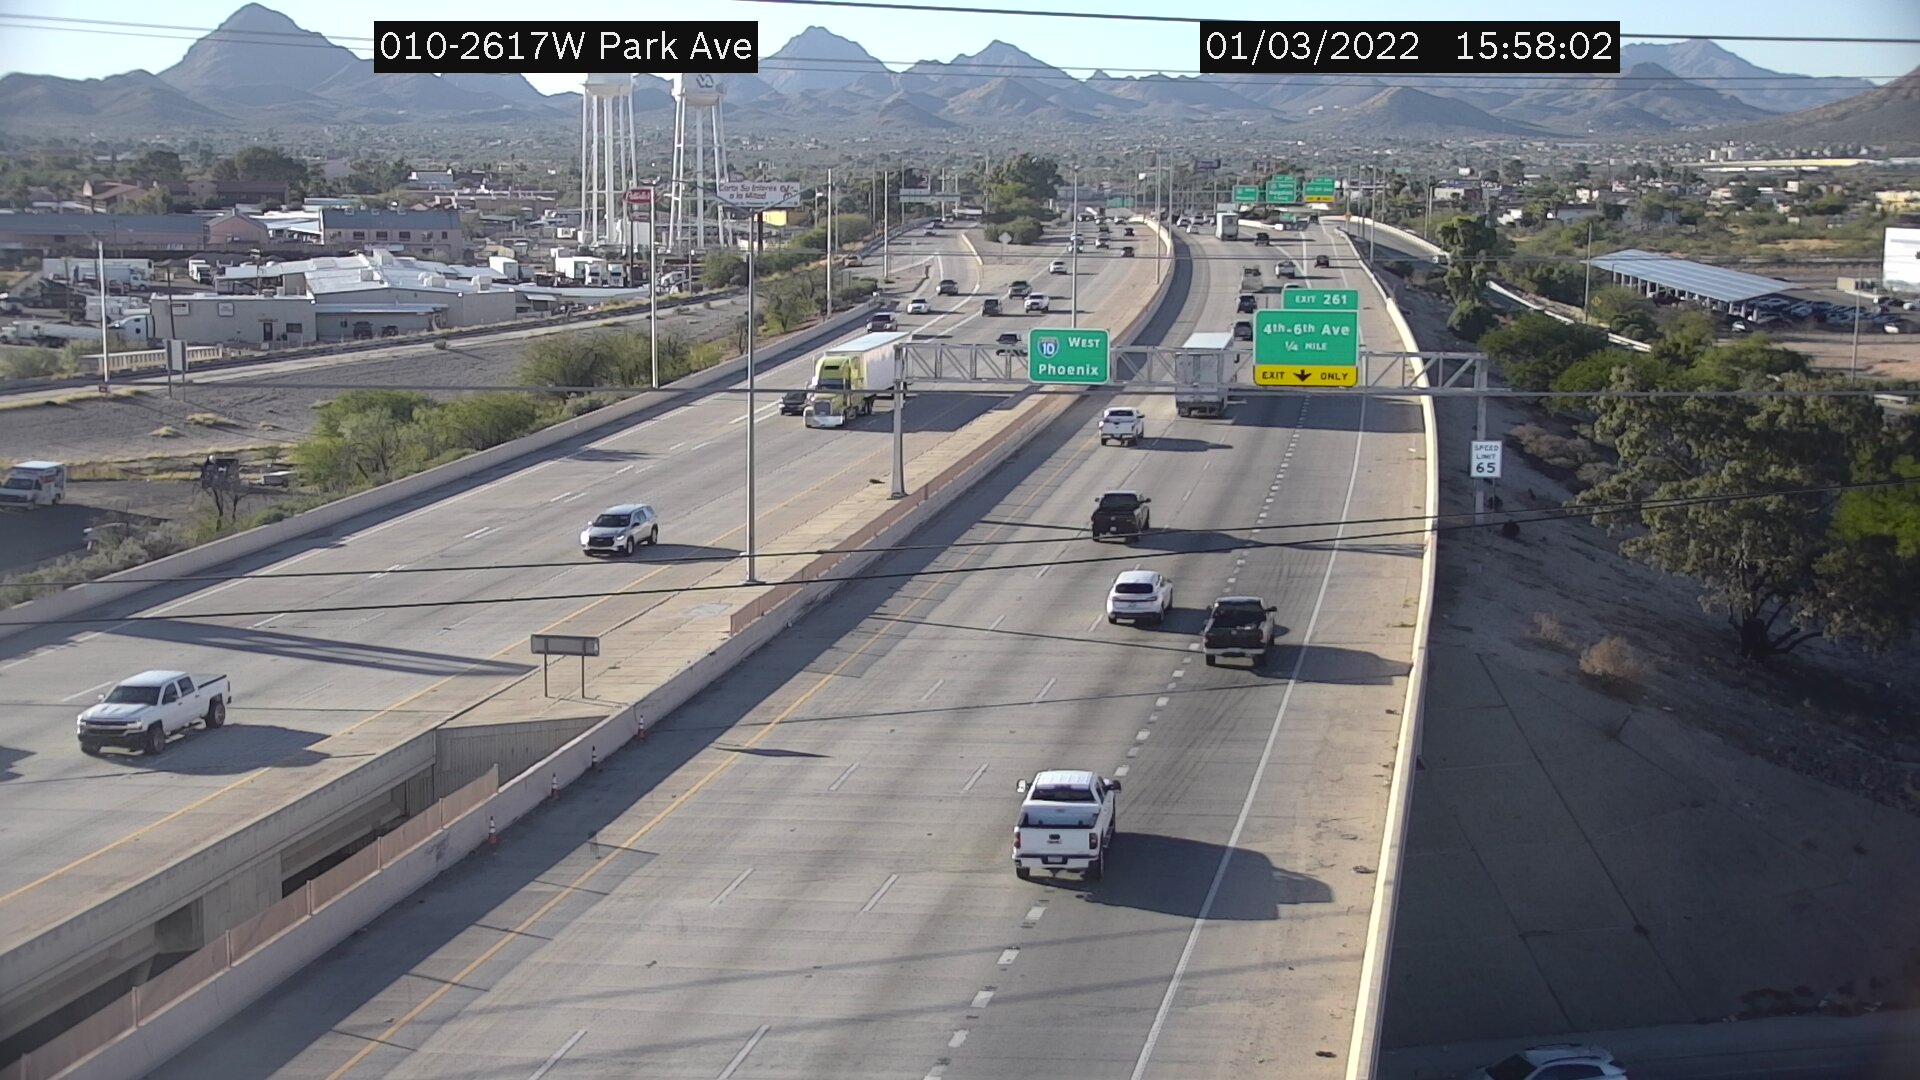 010-2617W Park Ave
01/03/2022 15:58:02
EXIT 261
4th-6th Ave
¼ MILE
EXIT ONLY
10 WEST
Phoenix
SPEED
LIMIT
65